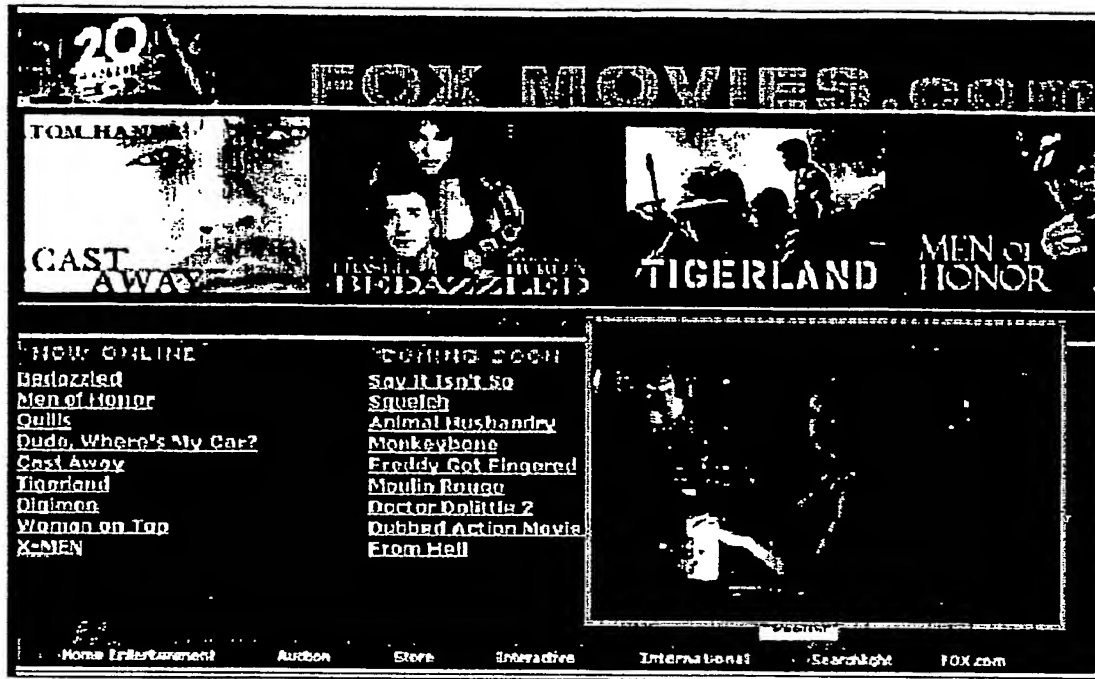 20
FOX MOVIES.com
TOM HANKS
CAST
AWAY
FRASER HURLEY
BEDAZZLED
TIGERLAND
MEN OF
HONOR
NOW ONLINE
Bedazzled
Men of Honor
Quills
Dude, Where's My Car?
Cast Away
Tigerland
Digimon
Woman on Top
X-MEN
COMING SOON
Say It Isn't So
Squelch
Animal Husbandry
Monkeybone
Freddy Got Fingered
Moulin Rouge
Doctor Dolittle 2
Dubbed Action Movie
From Hell
Home Entertainment Auction Store Interactive International Searchlight FOX.com